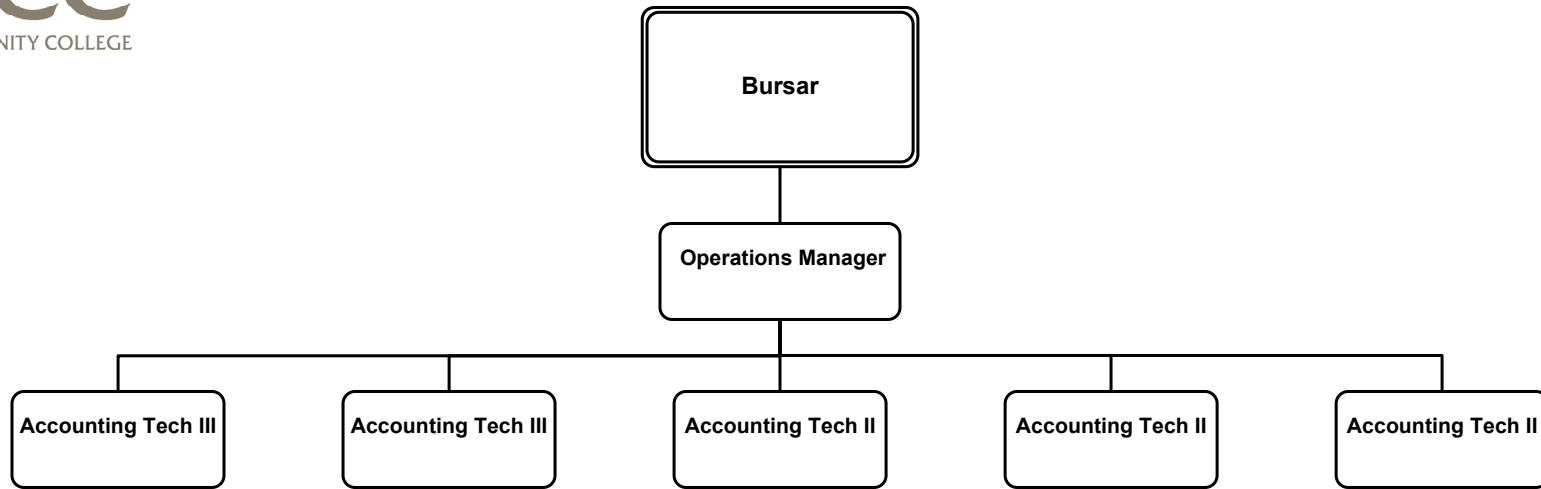 NITY COLLEGE
Bursar
Operations Manager
Accounting Tech III
Accounting Tech III
Accounting Tech II
Accounting Tech II
Accounting Tech II